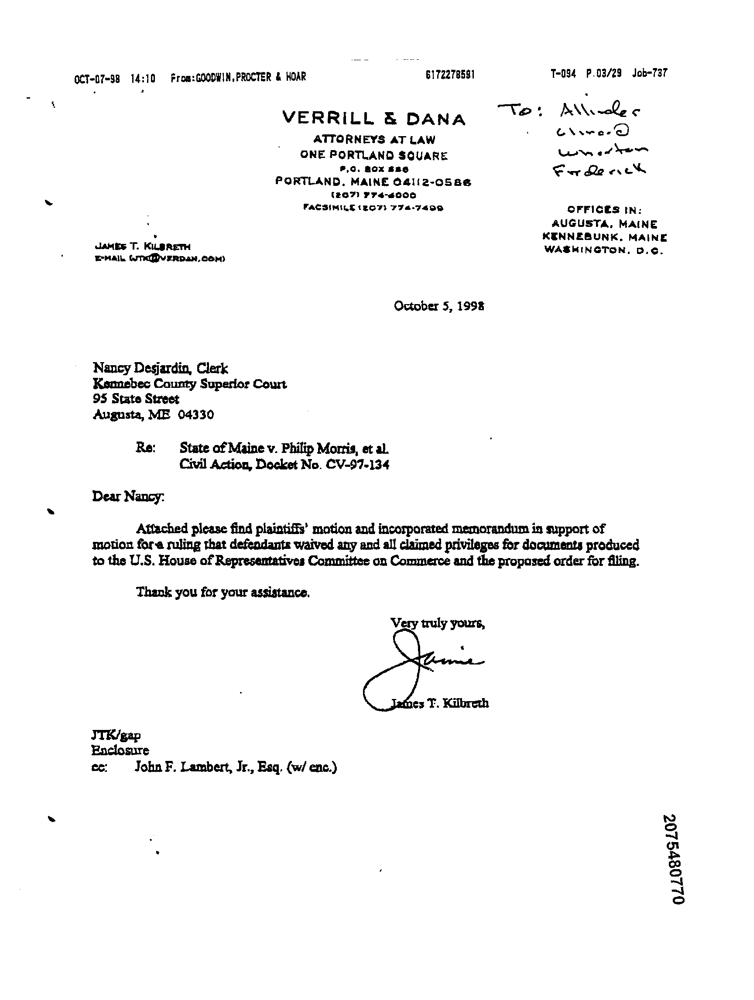 OCT-07-98 14:10 From:GOODWIN,PROCTER & HOAR 6172278591 T-094 P.03/29 Job-737
VERRILL & DANA
ATTORNEYS AT LAW
ONE PORTLAND SQUARE
P.O. BOX 586
PORTLAND, MAINE 04112-0586
(207) 774-4000
FACSIMILE (207) 774-7499
To: Allinder
Wharton
Frederick
OFFICES IN:
AUGUSTA, MAINE
KENNEBUNK, MAINE
WASHINGTON, D.C.
JAMES T. KILBRETH
E-MAIL (JTK@VERDAN.COM)
October 5, 1998
Nancy Desjardin, Clerk
Kennebec County Superior Court
95 State Street
Augusta, ME 04330
Re: State of Maine v. Philip Morris, et al.
Civil Action, Docket No. CV-97-134
Dear Nancy:
Attached please find plaintiffs' motion and incorporated memorandum in support of
motion for a ruling that defendants waived any and all claimed privileges for documents produced
to the U.S. House of Representatives Committee on Commerce and the proposed order for filing.
Thank you for your assistance.
Very truly yours,
Jamie
James T. Kilbreth
JTK/gap
Enclosure
cc: John F. Lambert, Jr., Esq. (w/ enc.)
2075480770